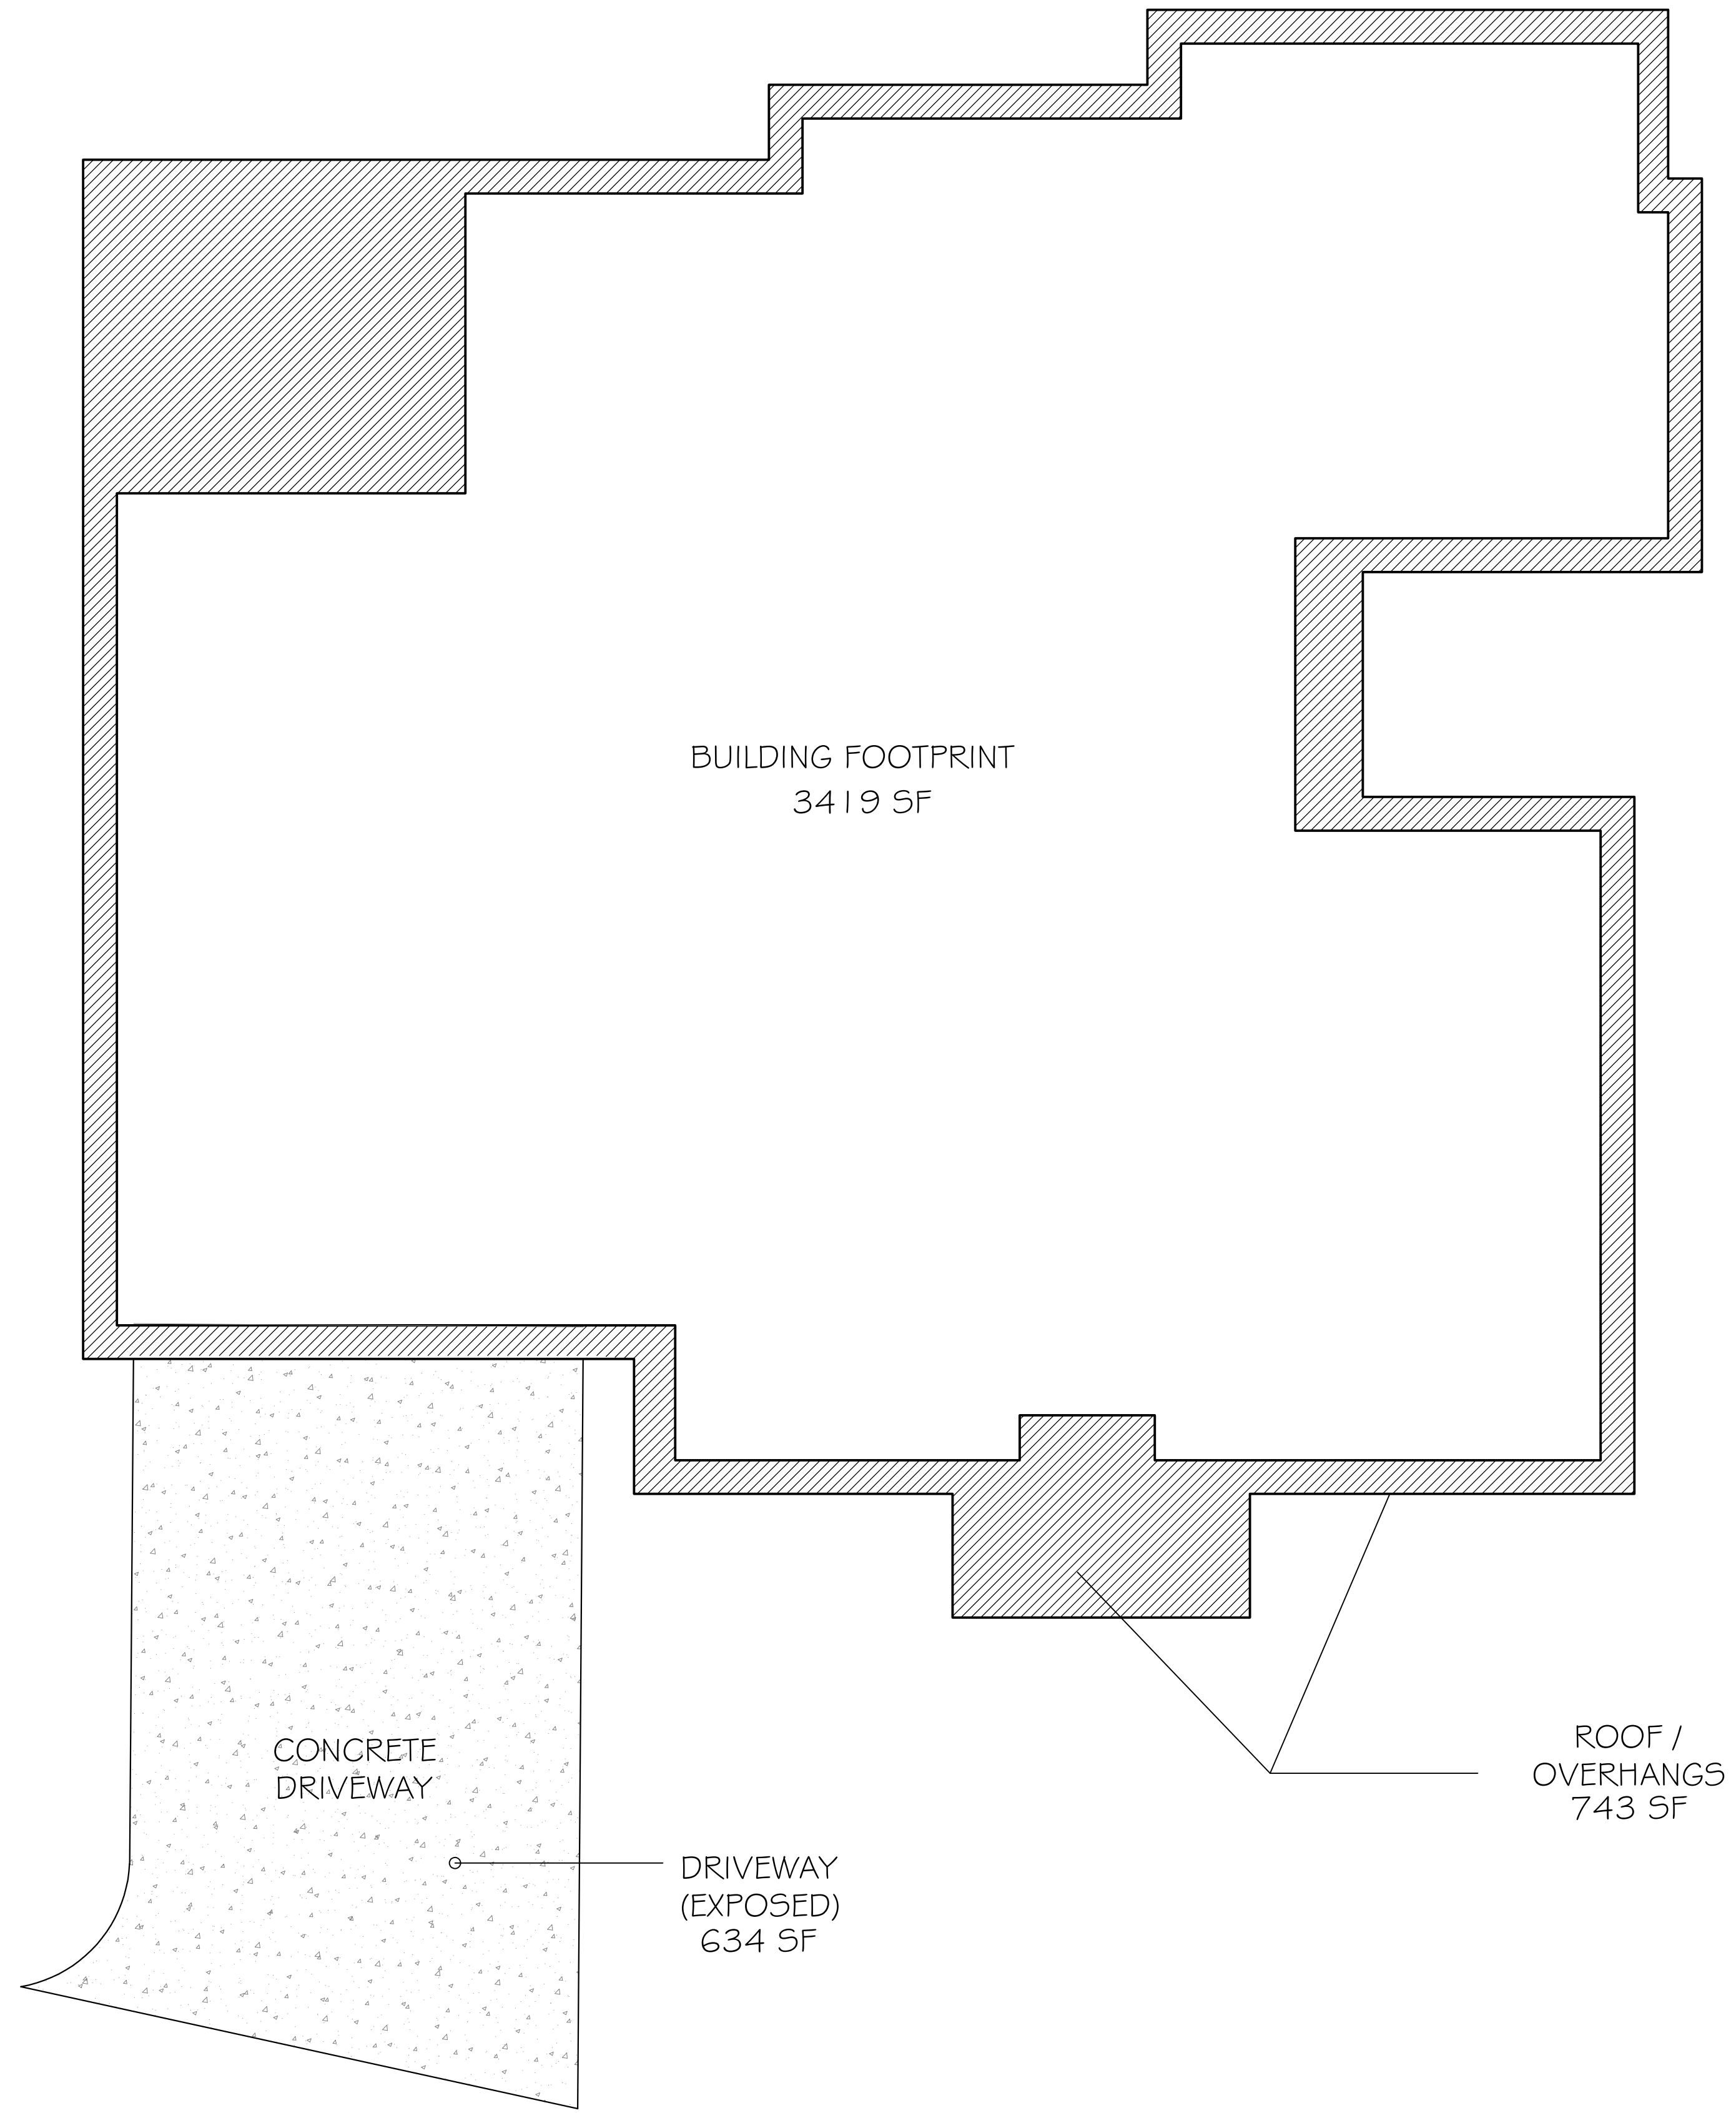 BUILDING FOOTPRINT
3419 SF
CONCRETE
DRIVEWAY
DRIVEWAY
(EXPOSED)
634 SF
ROOF /
OVERHANGS
743 SF